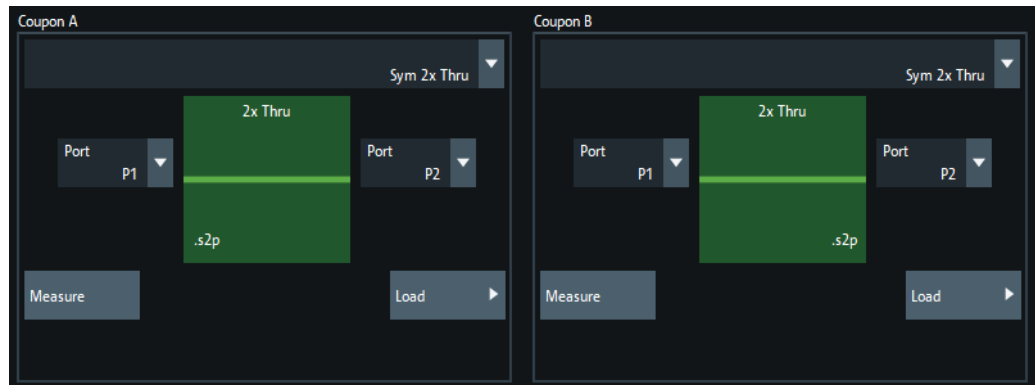 Coupon A
Sym 2x Thru
2x Thru
Port
P1
Port
P2
.s2p
Measure
Load
Coupon B
Sym 2x Thru
2x Thru
Port
P1
Port
P2
.s2p
Measure
Load